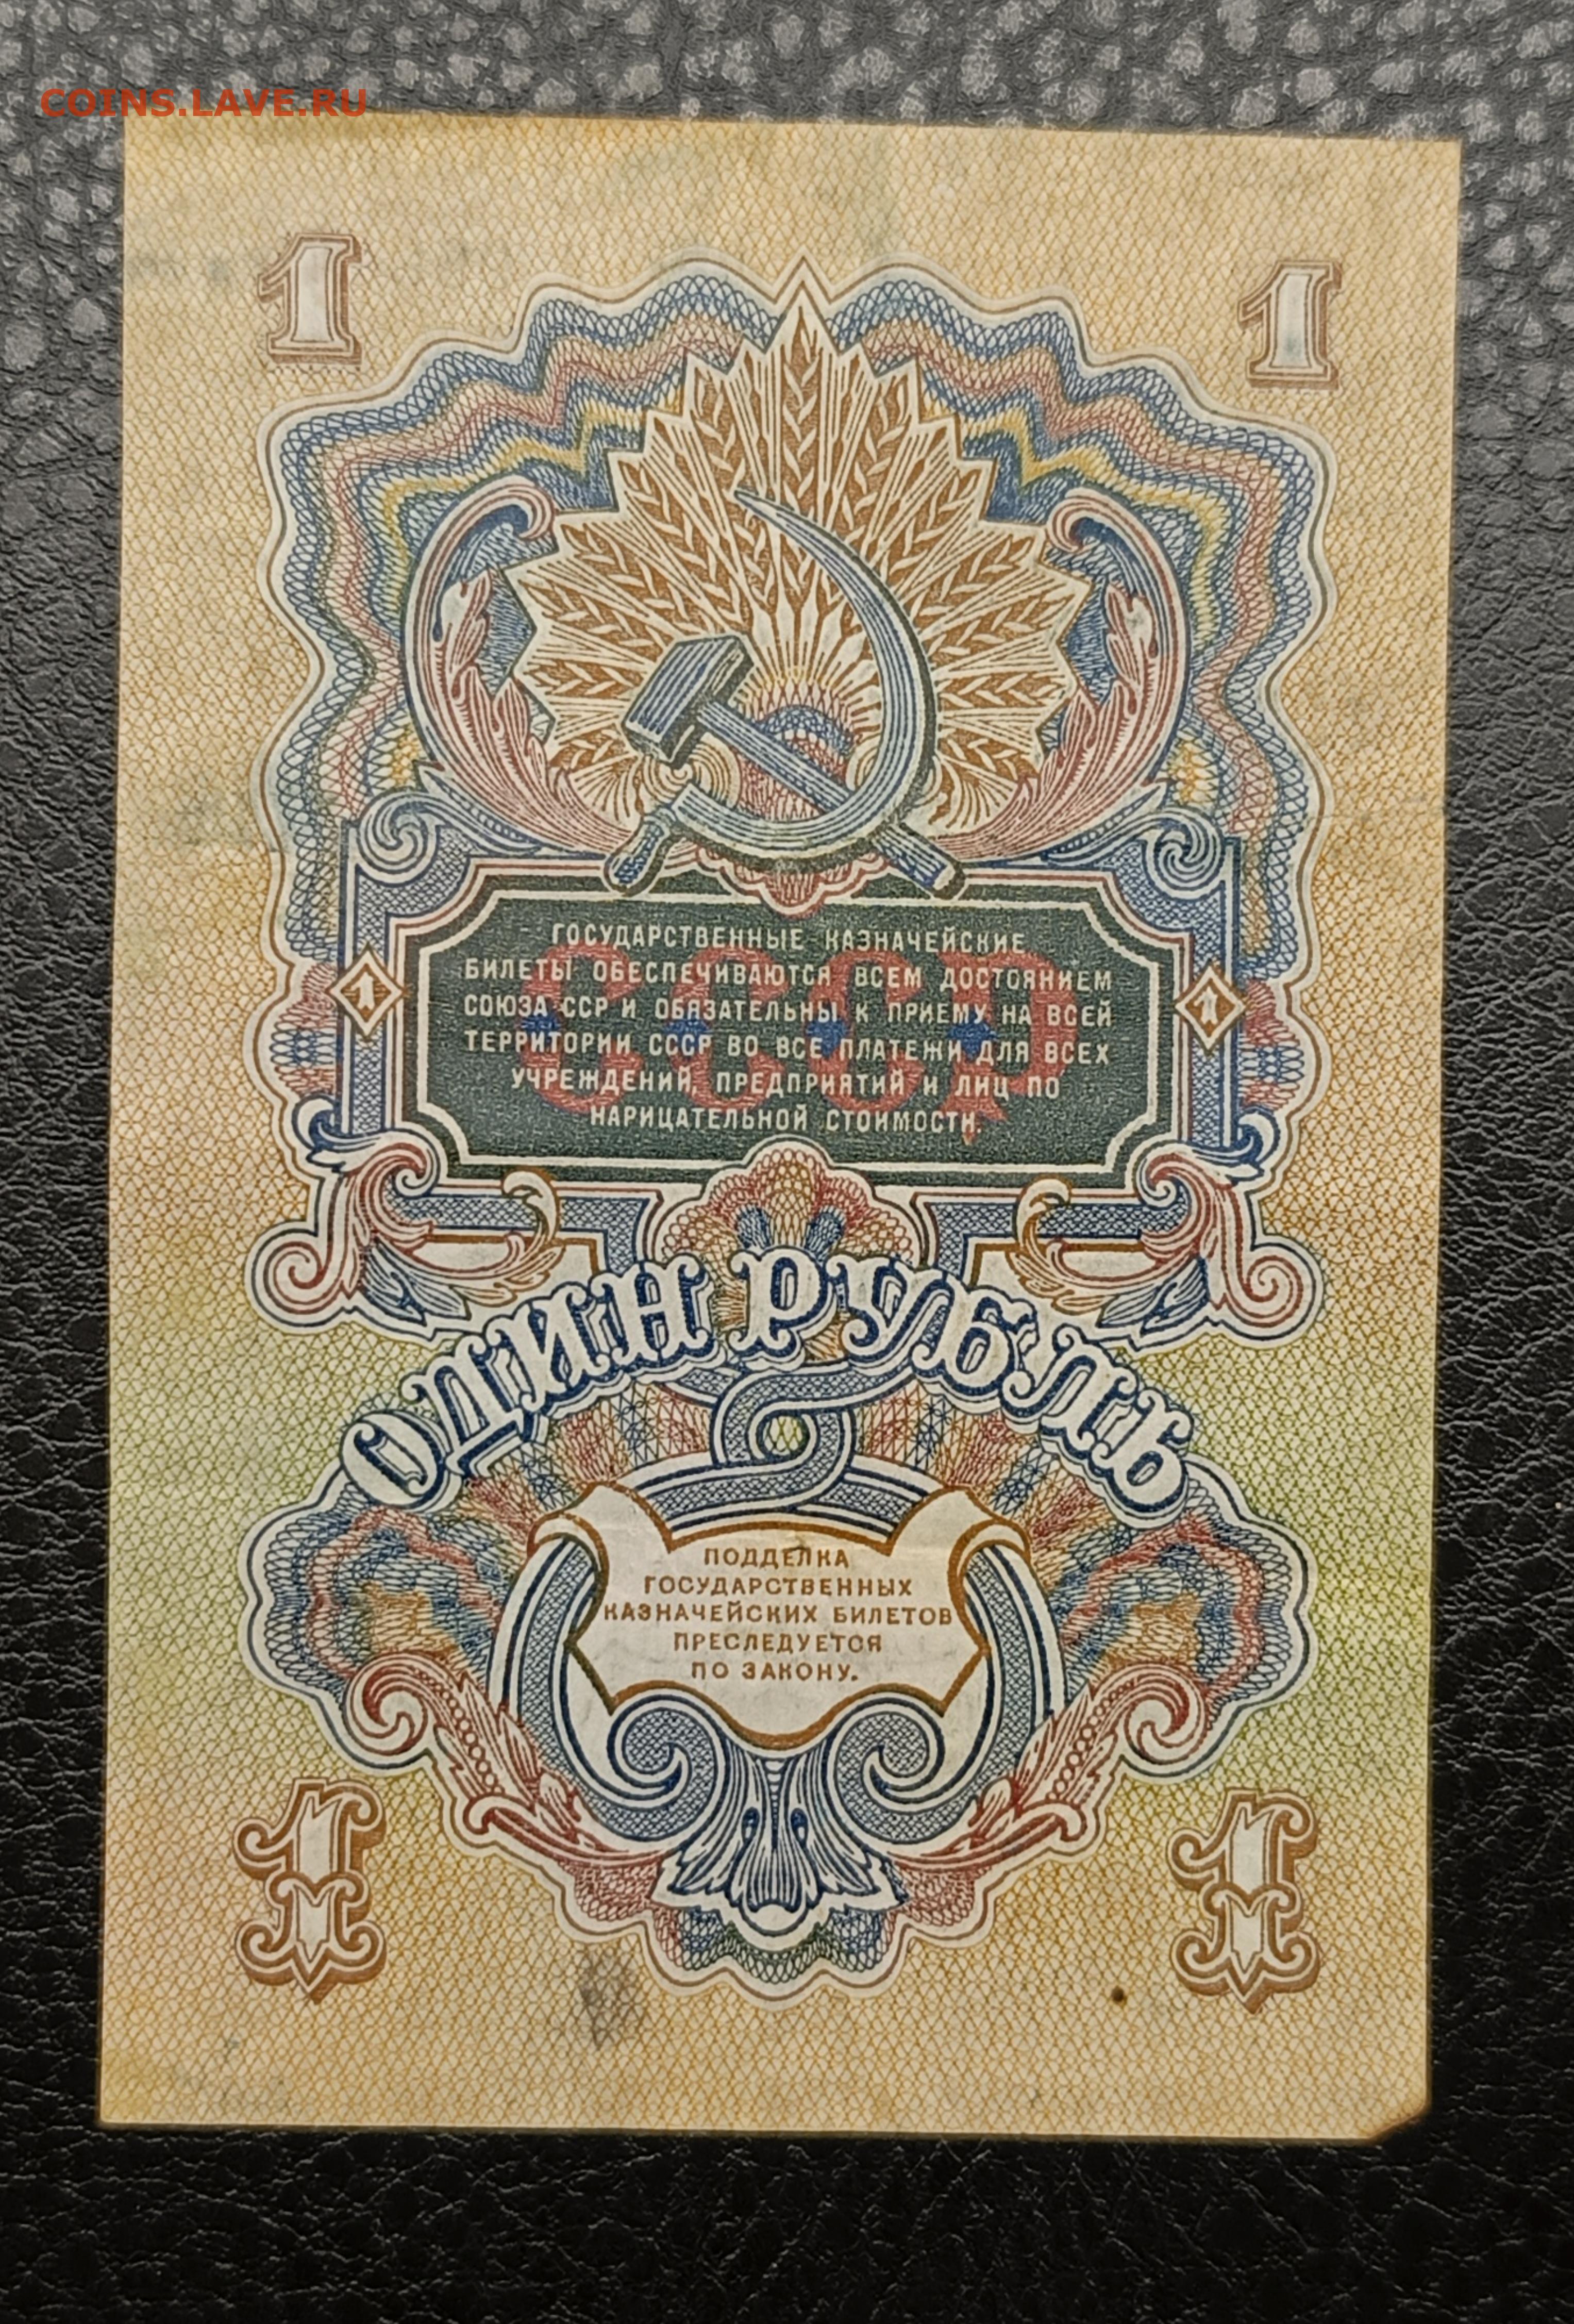 COINS.LAVE.RU
1 1
ГОСУДАРСТВЕННЫЕ КАЗНАЧЕЙСКИЕ
БИЛЕТЫ ОБЕСПЕЧИВАЮТСЯ ВСЕМ ДОСТОЯНИЕМ
СОЮЗА ССР И ОБЯЗАТЕЛЬНЫ К ПРИЕМУ НА ВСЕЙ
1 1
СССР
ТЕРРИТОРИИ СССР ВО ВСЕ ПЛАТЕЖИ ДЛЯ ВСЕХ
УЧРЕЖДЕНИЙ, ПРЕДПРИЯТИЙ И ЛИЦ ПО
НАРИЦАТЕЛЬНОЙ СТОИМОСТИ.
ОДИН РУБЛЬ
ПОДДЕЛКА
ГОСУДАРСТВЕННЫХ
КАЗНАЧЕЙСКИХ БИЛЕТОВ
ПРЕСЛЕДУЕТСЯ
ПО ЗАКОНУ.
1 1